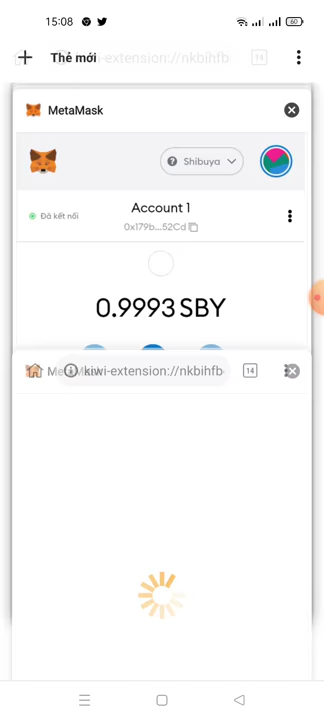 15:08
60
Thẻ mới
kiwi-extension://nkbihfb
14
MetaMask
? Shibuya
Đã kết nối
Account 1
0x179b...52Cd
0.9993 SBY
kiwi-extension://nkbihfb
14